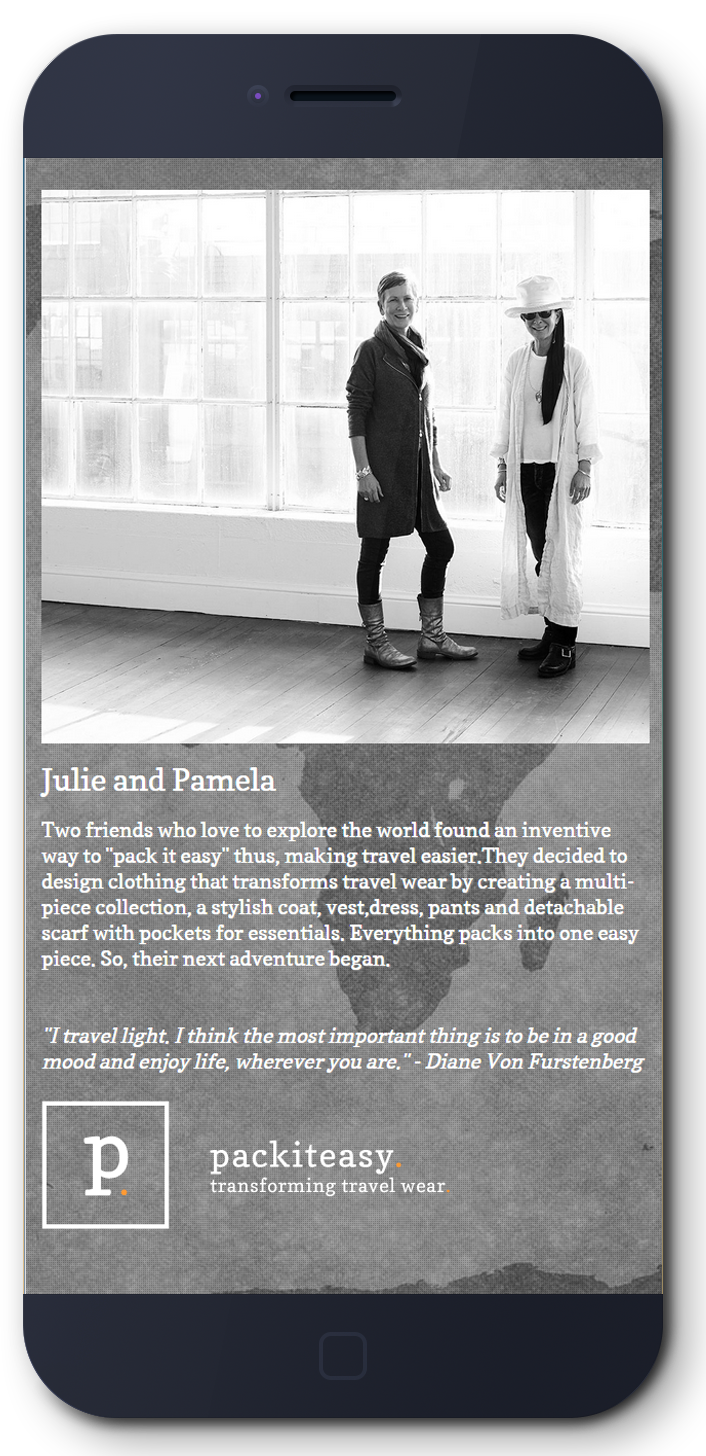 Julie and Pamela
Two friends who love to explore the world found an inventive
way to "pack it easy" thus, making travel easier.They decided to
design clothing that transforms travel wear by creating a multi-
piece collection, a stylish coat, vest,dress, pants and detachable
scarf with pockets for essentials. Everything packs into one easy
piece. So, their next adventure began.
"I travel light. I think the most important thing is to be in a good
mood and enjoy life, wherever you are." - Diane Von Furstenberg
p.
packiteasy.
transforming travel wear.